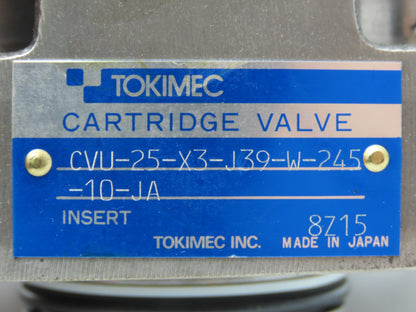 TOKIMEC
CARTRIDGE VALVE
CVU-25-X3-J39-W-245
-10-JA
INSERT 8Z15
TOKIMEC INC. MADE IN JAPAN